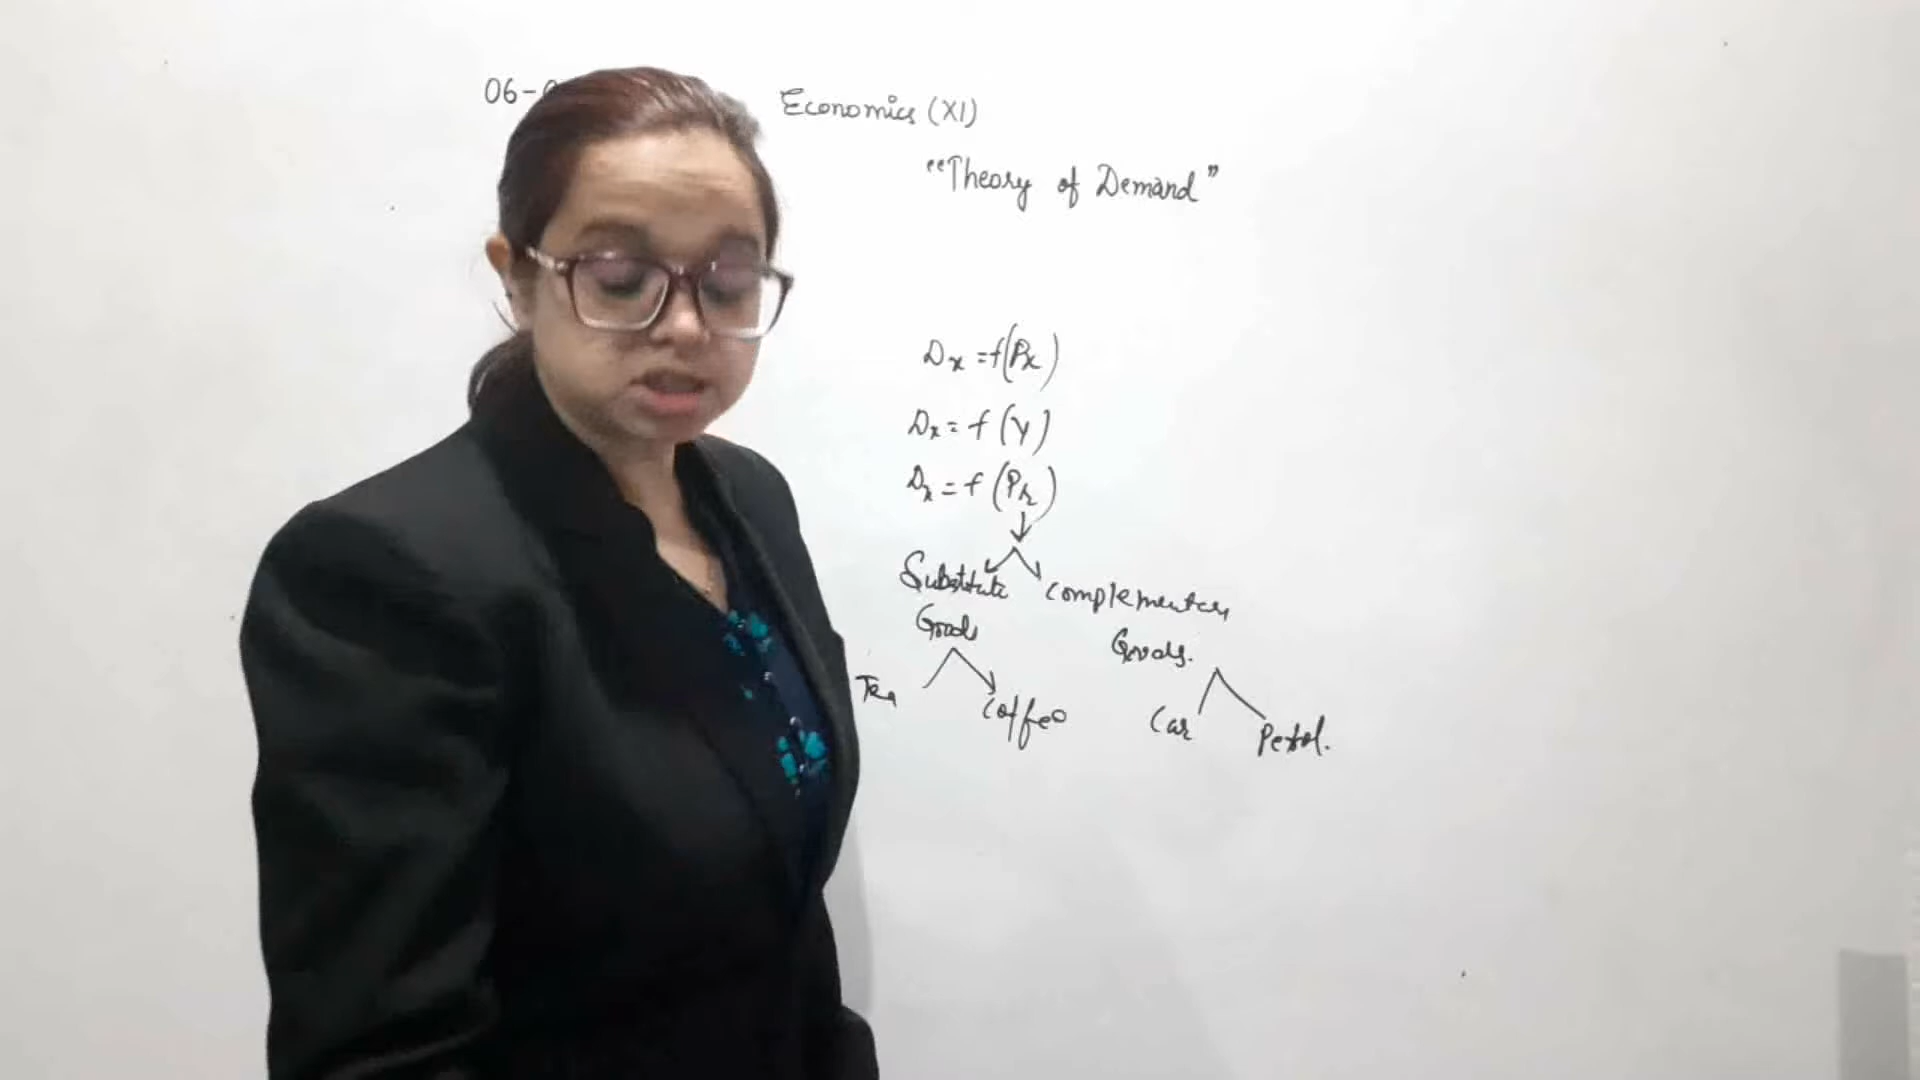 06-
Economics (XI)
"Theory of Demand"
Dx = f(Px)
Dx = f(Y)
Dx = f(Pr)
Substitute Complementary
Goods Goods.
Tea Coffee Car Petrol.